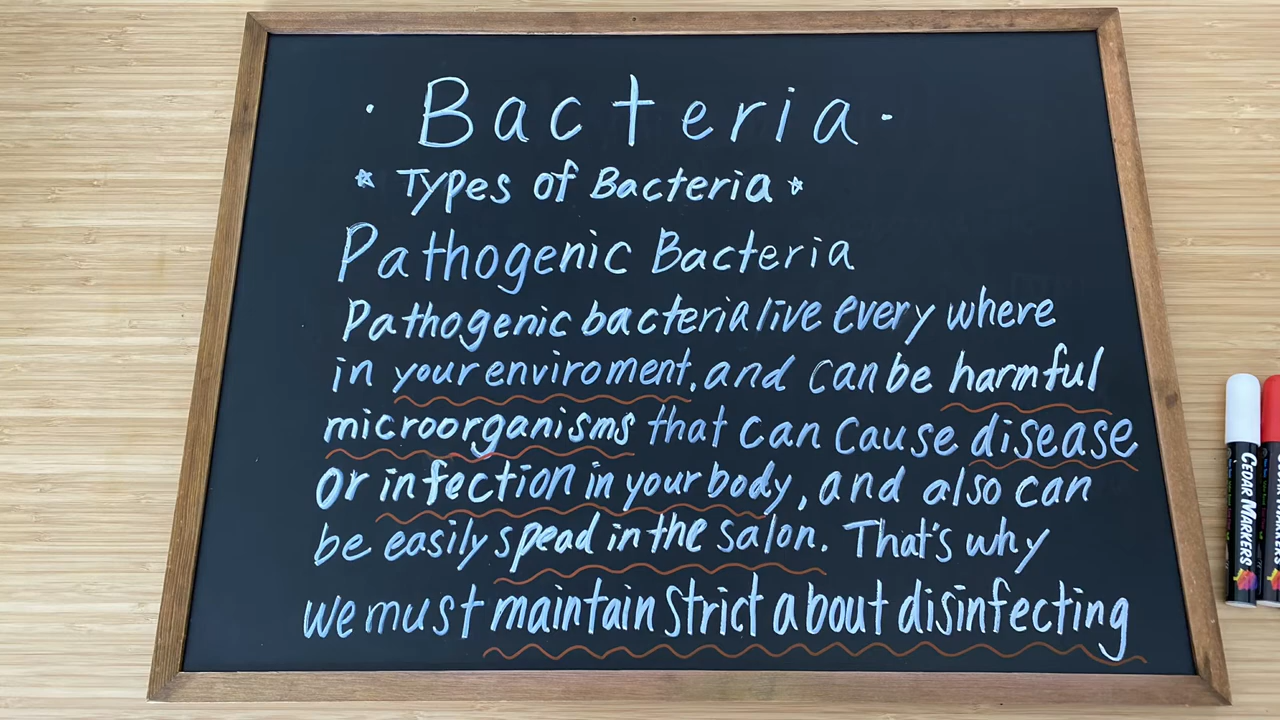 · Bacteria ·
* Types of Bacteria *
Pathogenic Bacteria
Pathogenic bacteria live every where
in your enviroment, and can be harmful
microorganisms that can cause disease
or infection in your body, and also can
be easily spead in the salon. That's why
we must maintain strict about disinfecting
CEDAR MARKERS